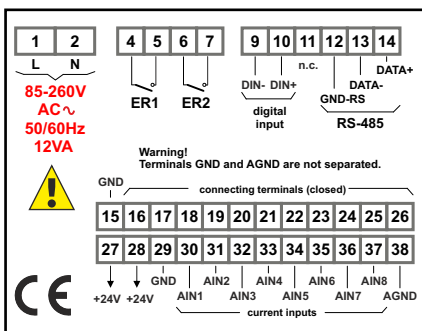 1 2 4 5 6 7 9 10 11 12 13 14
L N n.c. DATA+
DIN- DIN+ DATA-
GND-RS
85-260V
AC∿
50/60Hz
12VA
ER1 ER2
digital
input
RS-485
Warning!
Terminals GND and AGND are not separated.
GND
connecting terminals (closed)
15 16 17 18 19 20 21 22 23 24 25 26
27 28 29 30 31 32 33 34 35 36 37 38
GND AIN2 AIN4 AIN6 AIN8
+24V +24V AIN1 AIN3 AIN5 AIN7 AGND
current inputs
CE